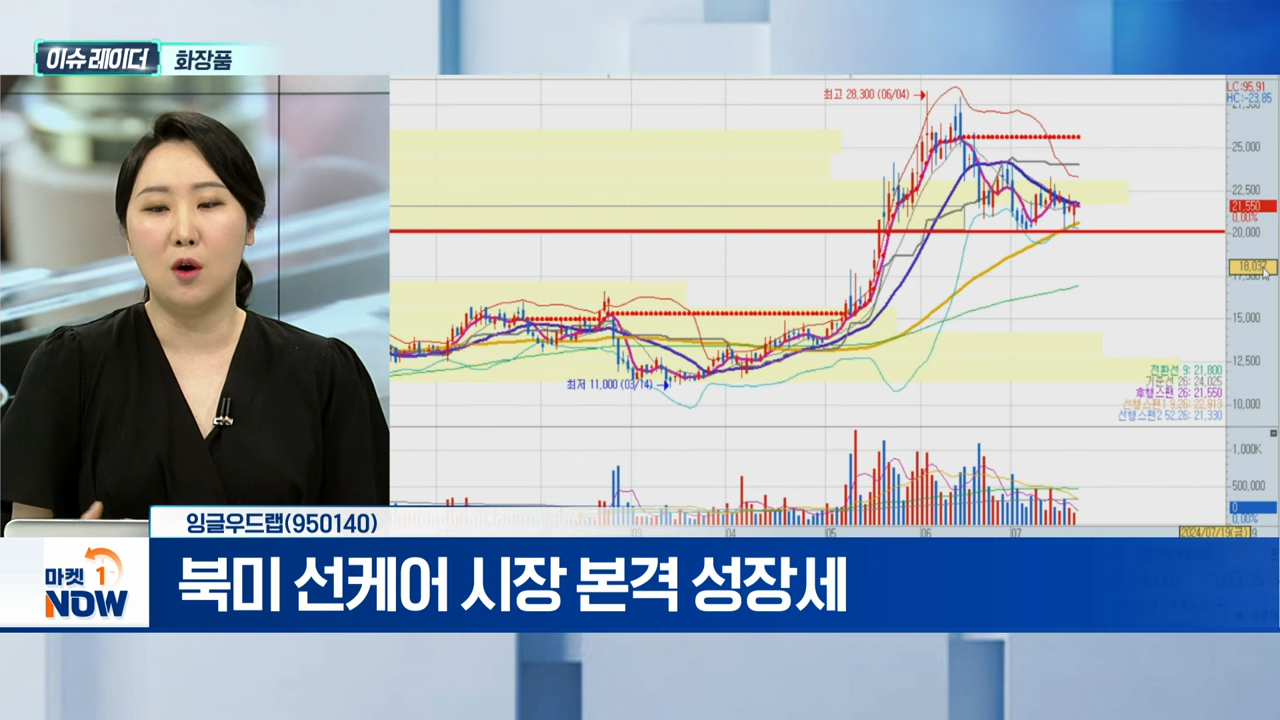 이슈 레이더 화장품
최고 28,300 (06/04)
LC:95.91
HC:-23.85
25,000
22,500
21,550
0.00%
20,000
17,500
15,000
12,500
10,000
최저 11,000 (03/14)
전환선 9: 21,800
기준선 26: 24,025
후행스팬 26: 21,550
선행스팬1 9,26: 22,913
선행스팬2 52,26: 21,330
1,000K
500,000
0
0.00%
03 04 05 06 07
2024/07/19(금)
잉글우드랩(950140)
북미 선케어 시장 본격 성장세
마켓 1
NOW